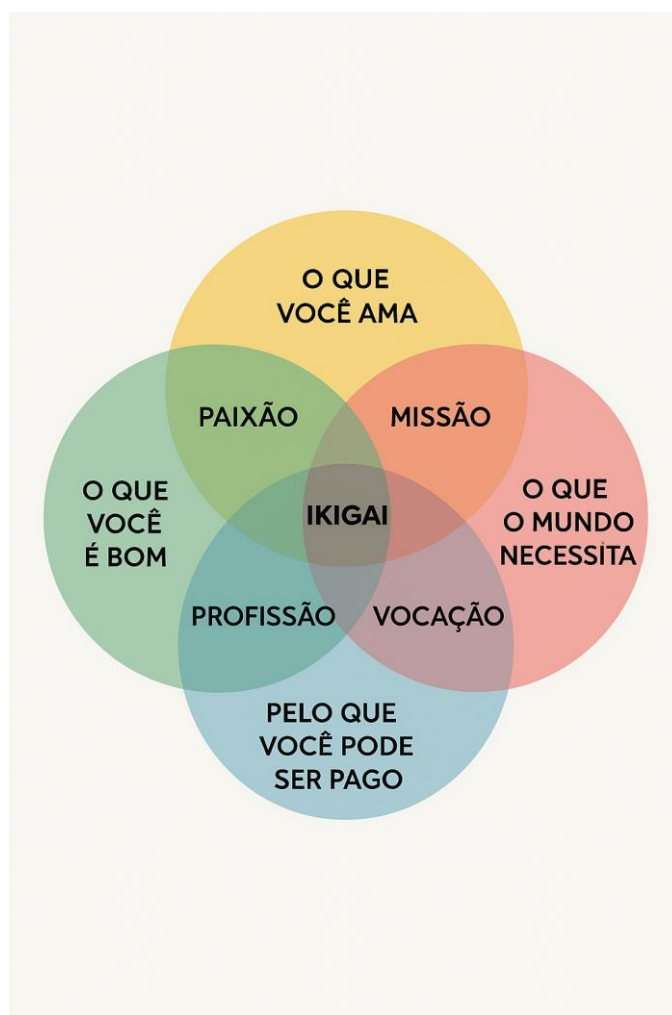 O QUE
VOCÊ AMA
PAIXÃO
MISSÃO
O QUE
VOCÊ
É BOM
IKIGAI
O QUE
O MUNDO
NECESSITA
PROFISSÃO
VOCAÇÃO
PELO QUE
VOCÊ PODE
SER PAGO